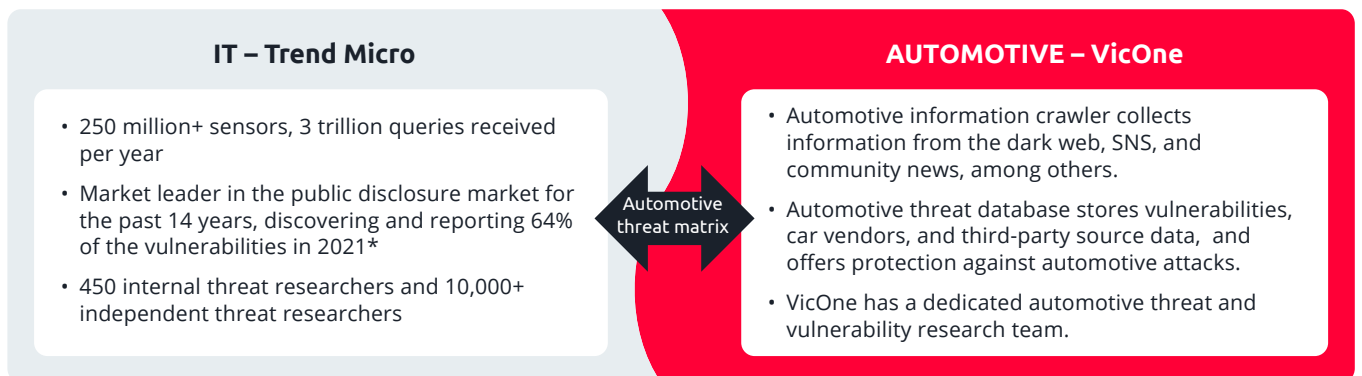 IT – Trend Micro
• 250 million+ sensors, 3 trillion queries received
per year
• Market leader in the public disclosure market for
the past 14 years, discovering and reporting 64%
of the vulnerabilities in 2021*
• 450 internal threat researchers and 10,000+
independent threat researchers
Automotive
threat matrix
AUTOMOTIVE – VicOne
• Automotive information crawler collects
information from the dark web, SNS, and
community news, among others.
• Automotive threat database stores vulnerabilities,
car vendors, and third-party source data,  and
offers protection against automotive attacks.
• VicOne has a dedicated automotive threat and
vulnerability research team.